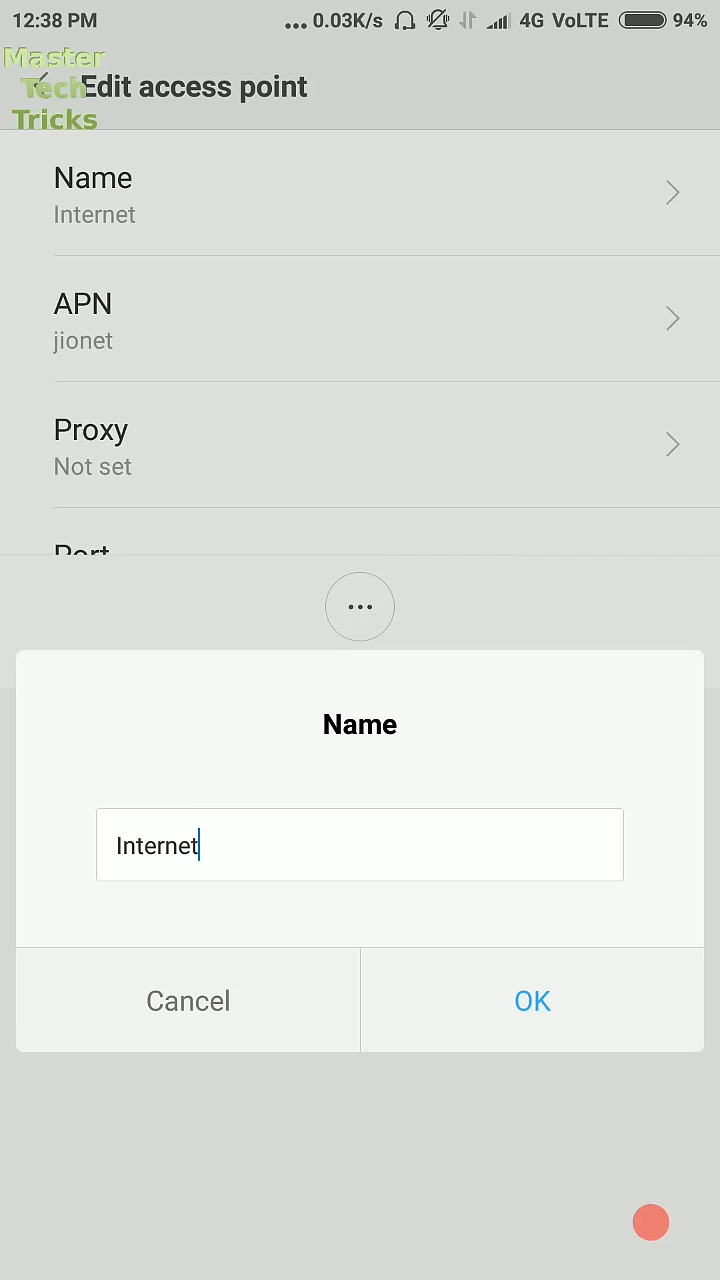 12:38 PM
... 0.03K/s
4G VoLTE
94%
Master
Tech
Tricks
Edit access point
Name
Internet
APN
jionet
Proxy
Not set
Port
Name
Internet
Cancel
OK